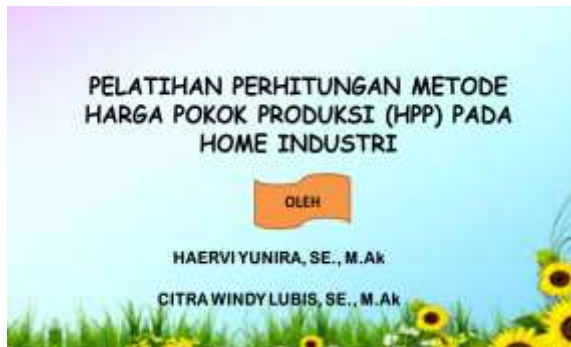 PELATIHAN PERHITUNGAN METODE
HARGA POKOK PRODUKSI (HPP) PADA
HOME INDUSTRI
OLEH
HAERVI YUNIRA, SE., M.Ak
CITRA WINDY LUBIS, SE., M.Ak